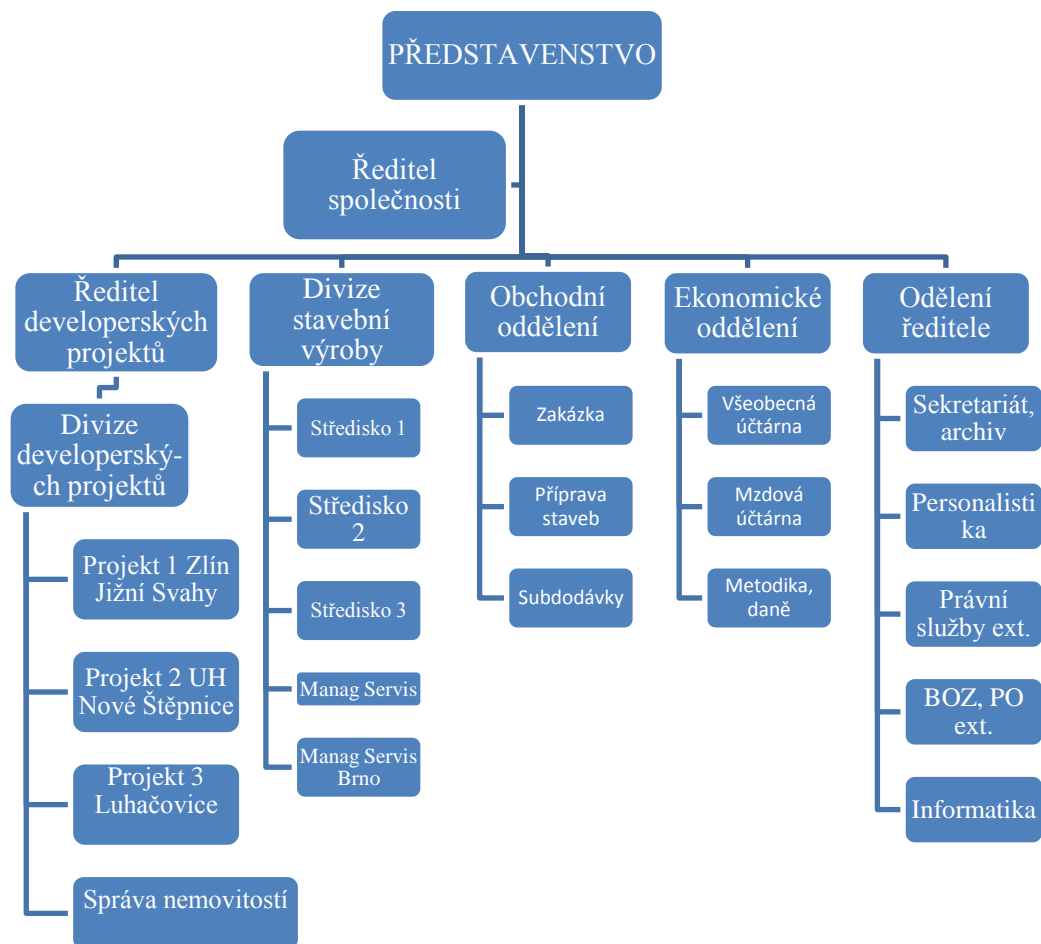 PŘEDSTAVENSTVO
Ředitel
společnosti
Ředitel
developerských
projektů
Divize
developerský-
ch projektů
Projekt 1 Zlín
Jižní Svahy
Projekt 2 UH
Nové Štěpnice
Projekt 3
Luhačovice
Správa nemovitostí
Divize
stavební
výroby
Středisko 1
Středisko
2
Středisko 3
Manag Servis
Manag Servis
Brno
Obchodní
oddělení
Zakázka
Příprava
staveb
Subdodávky
Ekonomické
oddělení
Všeobecná
účtárna
Mzdová
účtárna
Metodika,
daně
Odělení
ředitele
Sekretariát,
archiv
Personalisti
ka
Právní
služby ext.
BOZ, PO
ext.
Informatika